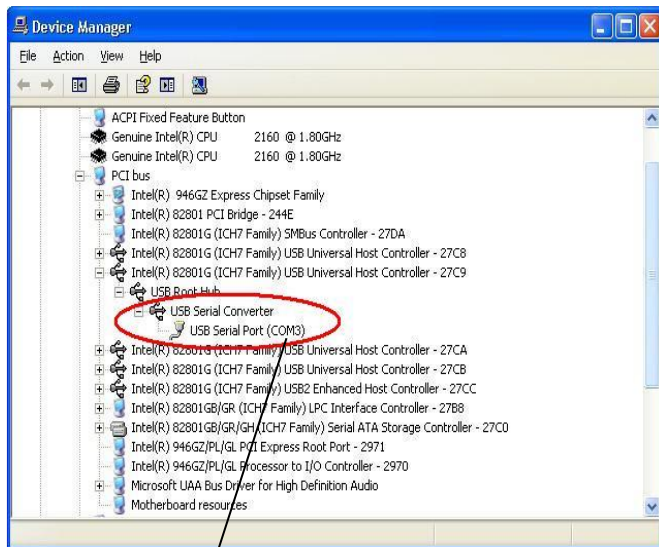 Device Manager
File Action View Help
ACPI Fixed Feature Button
Genuine Intel(R) CPU 2160 @ 1.80GHz
Genuine Intel(R) CPU 2160 @ 1.80GHz
PCI bus
Intel(R) 946GZ Express Chipset Family
Intel(R) 82801 PCI Bridge - 244E
Intel(R) 82801G (ICH7 Family) SMBus Controller - 27DA
Intel(R) 82801G (ICH7 Family) USB Universal Host Controller - 27C8
Intel(R) 82801G (ICH7 Family) USB Universal Host Controller - 27C9
USB Root Hub
USB Serial Converter
USB Serial Port (COM3)
Intel(R) 82801G (ICH7 Family) USB Universal Host Controller - 27CA
Intel(R) 82801G (ICH7 Family) USB Universal Host Controller - 27CB
Intel(R) 82801G (ICH7 Family) USB2 Enhanced Host Controller - 27CC
Intel(R) 82801GB/GR (ICH7 Family) LPC Interface Controller - 27B8
Intel(R) 82801GB/GR/GH (ICH7 Family) Serial ATA Storage Controller - 27C0
Intel(R) 946GZ/PL/GL PCI Express Root Port - 2971
Intel(R) 946GZ/PL/GL Processor to I/O Controller - 2970
Microsoft UAA Bus Driver for High Definition Audio
Motherboard resources